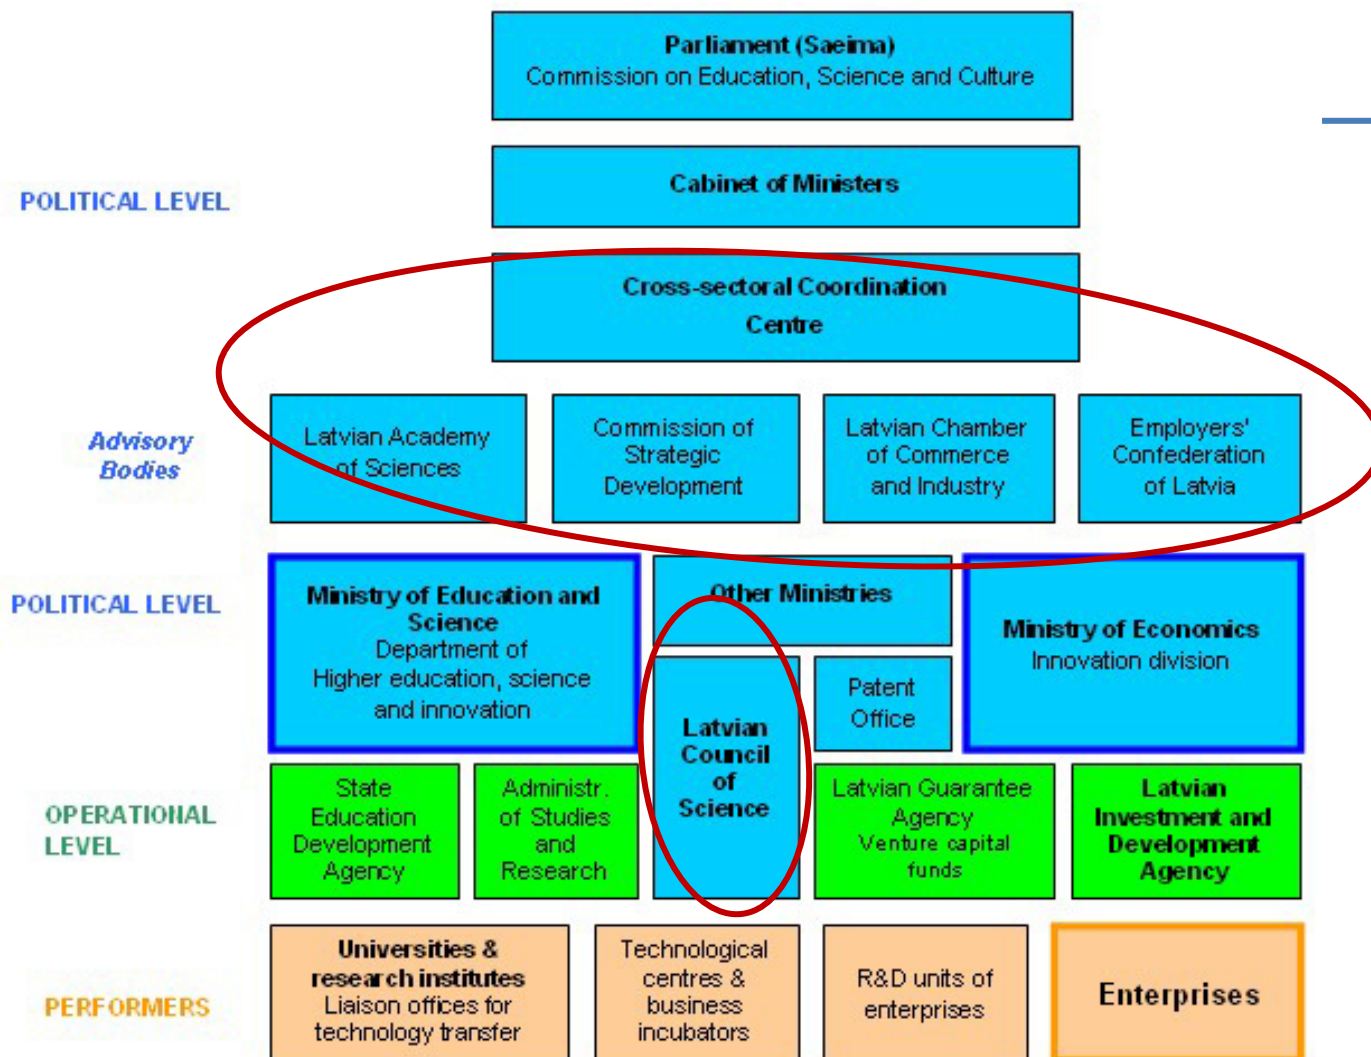 Parliament (Saeima)
Commission on Education, Science and Culture
POLITICAL LEVEL
Cabinet of Ministers
Cross-sectoral Coordination
Centre
Advisory
Bodies
Latvian Academy
of Sciences
Commission of
Strategic
Development
Latvian Chamber
of Commerce
and Industry
Employers'
Confederation
of Latvia
POLITICAL LEVEL
Ministry of Education and
Science
Department of
Higher education, science
and innovation
Other Ministries
Latvian
Council
of
Science
Patent
Office
Ministry of Economics
Innovation division
OPERATIONAL
LEVEL
State
Education
Development
Agency
Administr.
of Studies
and
Research
Latvian Guarantee
Agency
Venture capital
funds
Latvian
Investment and
Development
Agency
PERFORMERS
Universities &
research institutes
Liaison offices for
technology transfer
Technological
centres &
business
incubators
R&D units of
enterprises
Enterprises